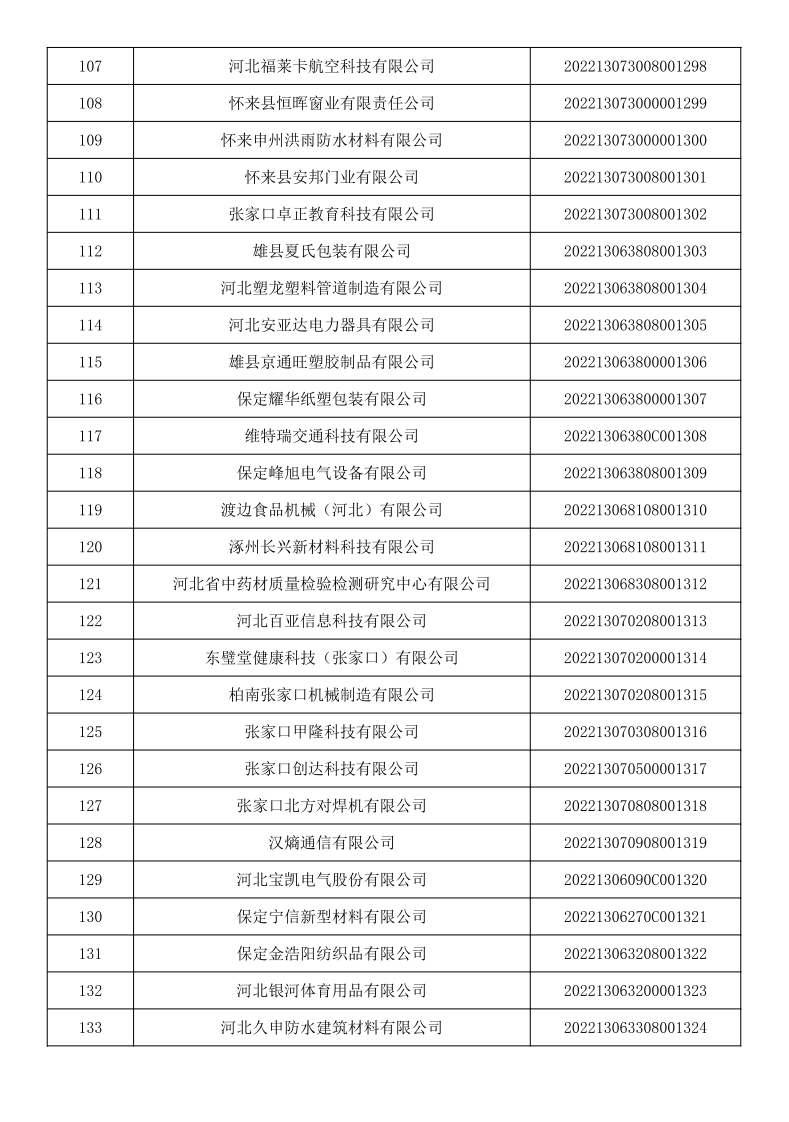 107 河北福莱卡航空科技有限公司 202213073008001298
108 怀来县恒晖窗业有限责任公司 202213073000001299
109 怀来申州洪雨防水材料有限公司 202213073000001300
110 怀来县安邦门业有限公司 202213073008001301
111 张家口卓正教育科技有限公司 202213073008001302
112 雄县夏氏包装有限公司 202213063808001303
113 河北塑龙塑料管道制造有限公司 202213063808001304
114 河北安亚达电力器具有限公司 202213063808001305
115 雄县京通旺塑胶制品有限公司 202213063800001306
116 保定耀华纸塑包装有限公司 202213063800001307
117 维特瑞交通科技有限公司 20221306380C001308
118 保定峰旭电气设备有限公司 202213063808001309
119 渡边食品机械（河北）有限公司 202213068108001310
120 涿州长兴新材料科技有限公司 202213068108001311
121 河北省中药材质量检验检测研究中心有限公司 202213068308001312
122 河北百亚信息科技有限公司 202213070208001313
123 东璧堂健康科技（张家口）有限公司 202213070200001314
124 柏南张家口机械制造有限公司 202213070208001315
125 张家口甲隆科技有限公司 202213070308001316
126 张家口创达科技有限公司 202213070500001317
127 张家口北方对焊机有限公司 202213070808001318
128 汉熵通信有限公司 202213070908001319
129 河北宝凯电气股份有限公司 20221306090C001320
130 保定宁信新型材料有限公司 20221306270C001321
131 保定金浩阳纺织品有限公司 202213063208001322
132 河北银河体育用品有限公司 202213063200001323
133 河北久申防水建筑材料有限公司 202213063308001324